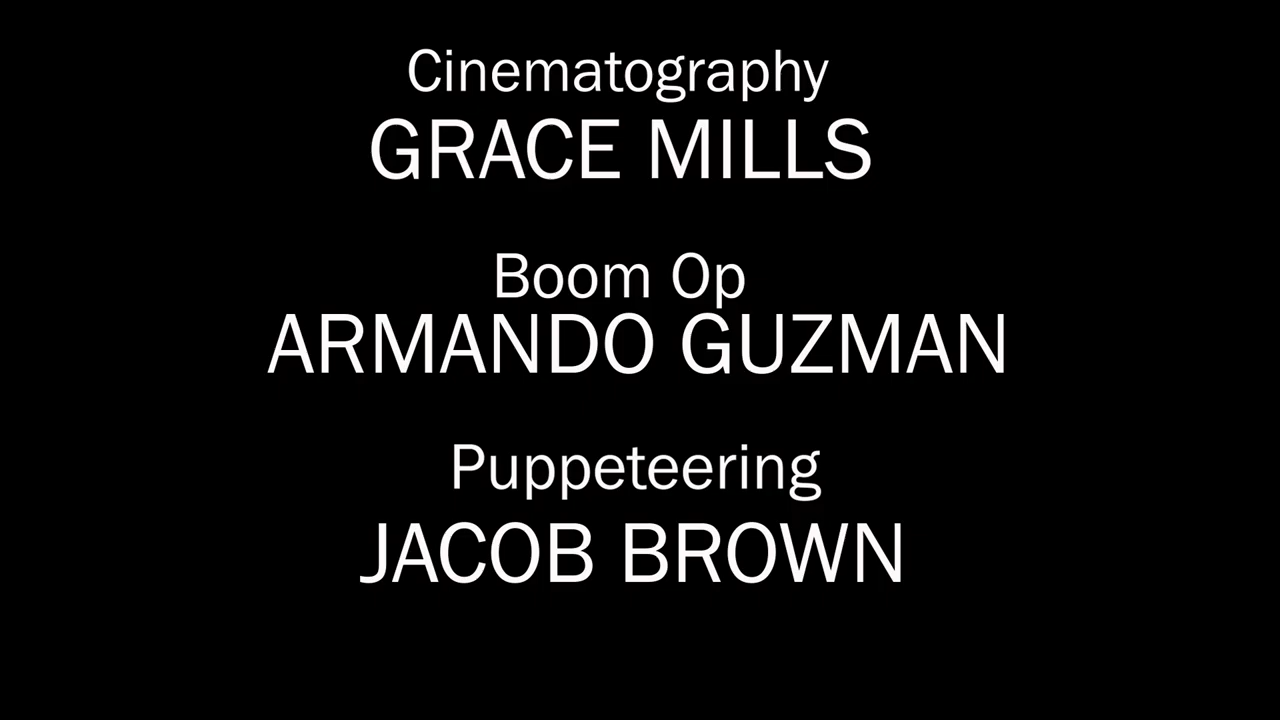 Cinematography
GRACE MILLS
Boom Op
ARMANDO GUZMAN
Puppeteering
JACOB BROWN